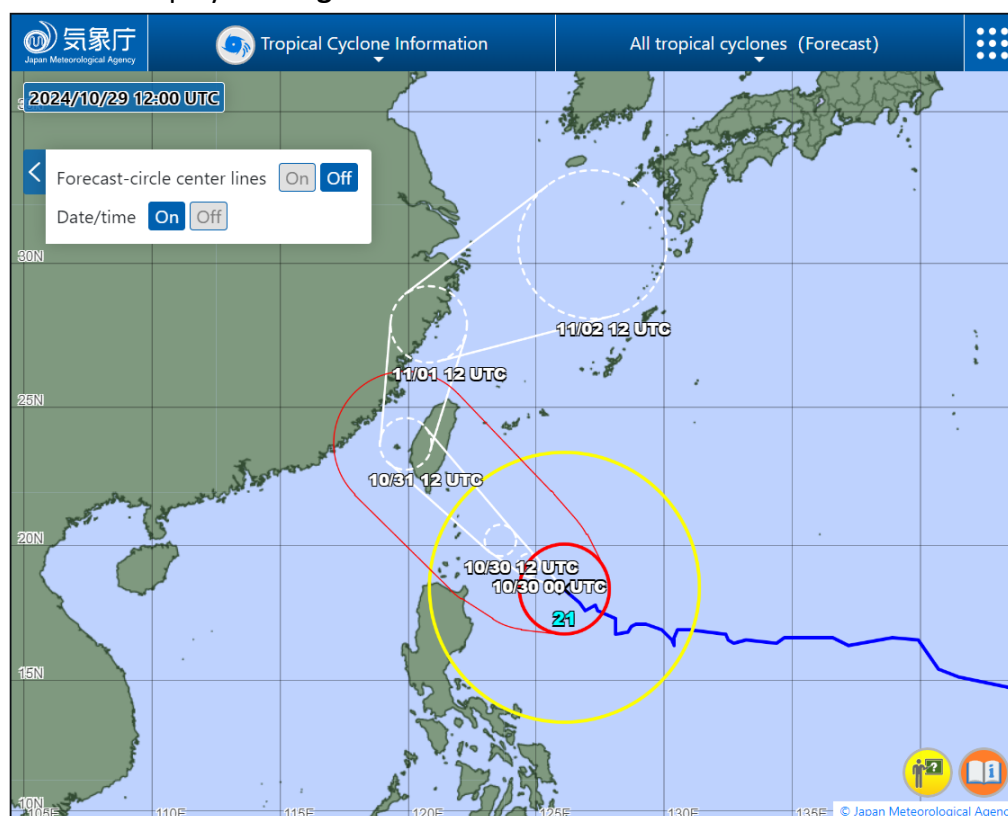 気象庁
Japan Meteorological Agency
Tropical Cyclone Information
All tropical cyclones (Forecast)
2024/10/29 12:00 UTC
Forecast-circle center lines On Off
Date/time On Off
30N
11/02 12 UTC
11/01 12 UTC
25N
10/31 12 UTC
20N
10/30 12 UTC
10/30 00 UTC
21
15N
10N
105E
110E
115E
120E
125E
130E
135E
© Japan Meteorological Agenc